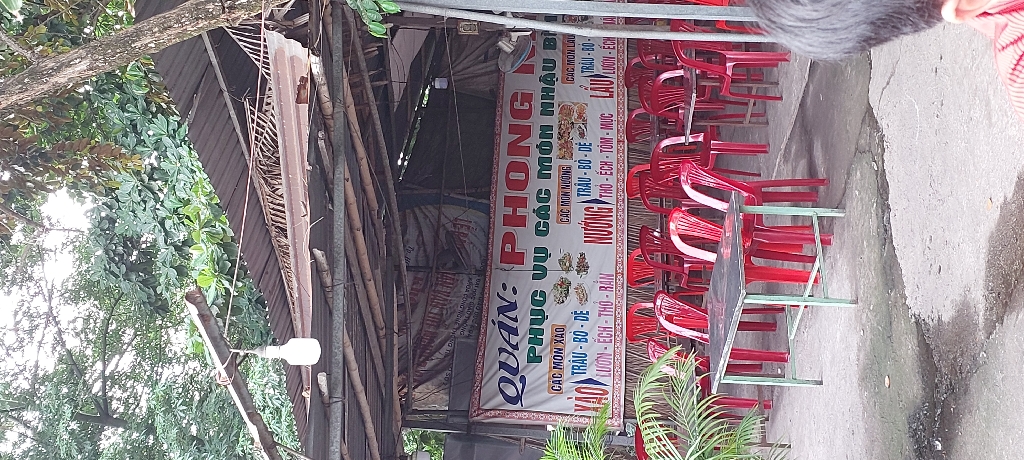 QUÁN: PHONG
PHỤC VỤ CÁC MÓN NHẬU
CÁC MÓN XÀO
XÀO TRÂU - BÒ - DÊ
LƯƠN - ẾCH - THỎ - RẮN
CÁC MÓN NƯỚNG
NƯỚNG TRÂU - BÒ - DÊ
THỎ - ẾCH - TÔM - MỰC
CÁC MÓN
LẨU TRÂU - BÒ
LƯƠN - ẾCH